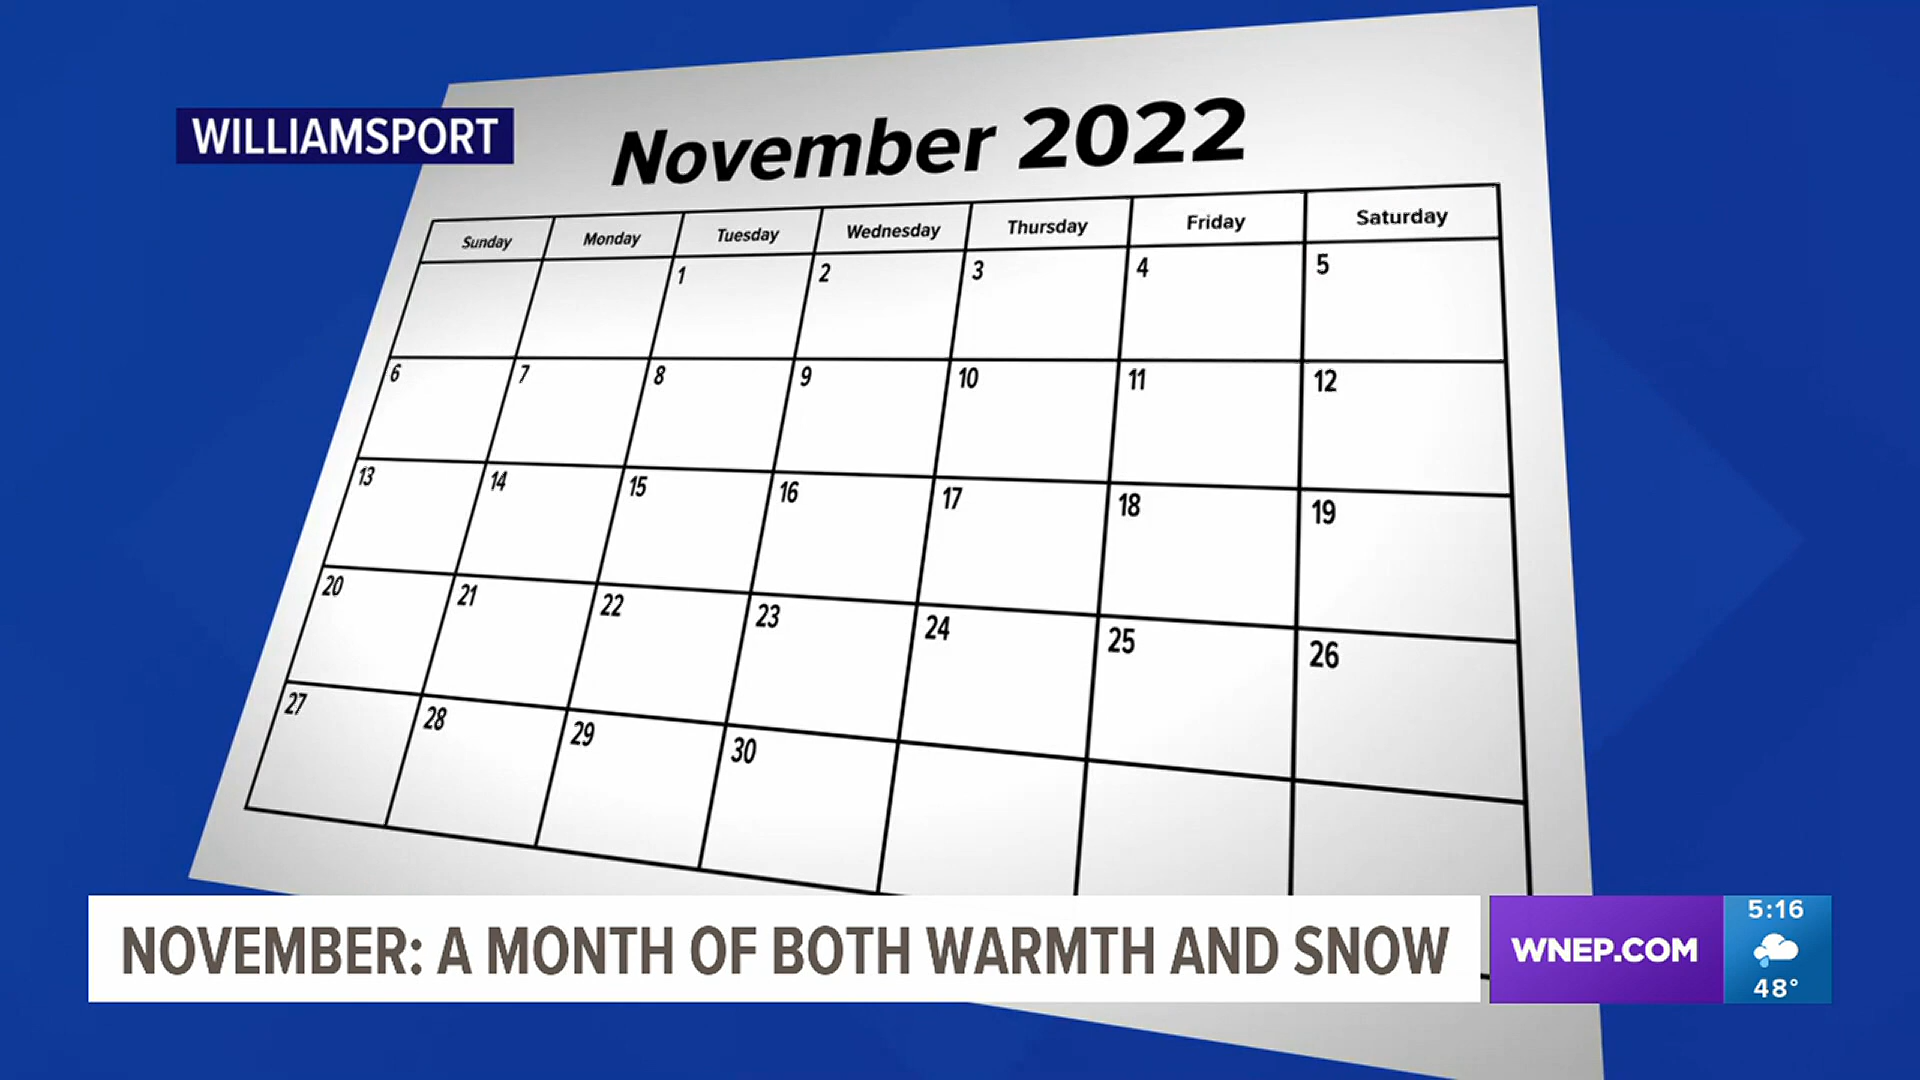 WILLIAMSPORT
November 2022
Sunday Monday Tuesday Wednesday Thursday Friday Saturday
1 2 3 4 5
6 7 8 9 10 11 12
13 14 15 16 17 18 19
20 21 22 23 24 25 26
27 28 29 30
NOVEMBER: A MONTH OF BOTH WARMTH AND SNOW
WNEP.COM
5:16
48°